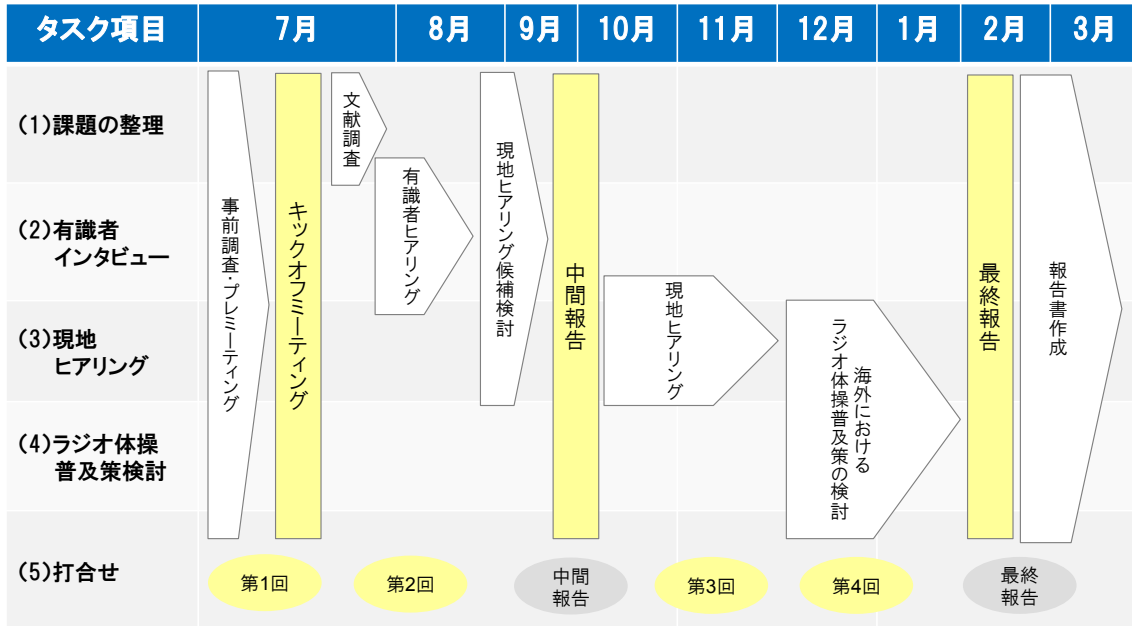 タスク項目
7月
8月
9月
10月
11月
12月
1月
2月
3月
(1)課題の整理
(2)有識者
インタビュー
(3)現地
ヒアリング
(4)ラジオ体操
普及策検討
(5)打合せ
事前調査・プレミーティング
キックオフミーティング
文献調査
有識者ヒアリング
現地ヒアリング候補検討
中間報告
現地ヒアリング
海外における
ラジオ体操普及策の検討
最終報告
報告書作成
第1回
第2回
中間
報告
第3回
第4回
最終
報告